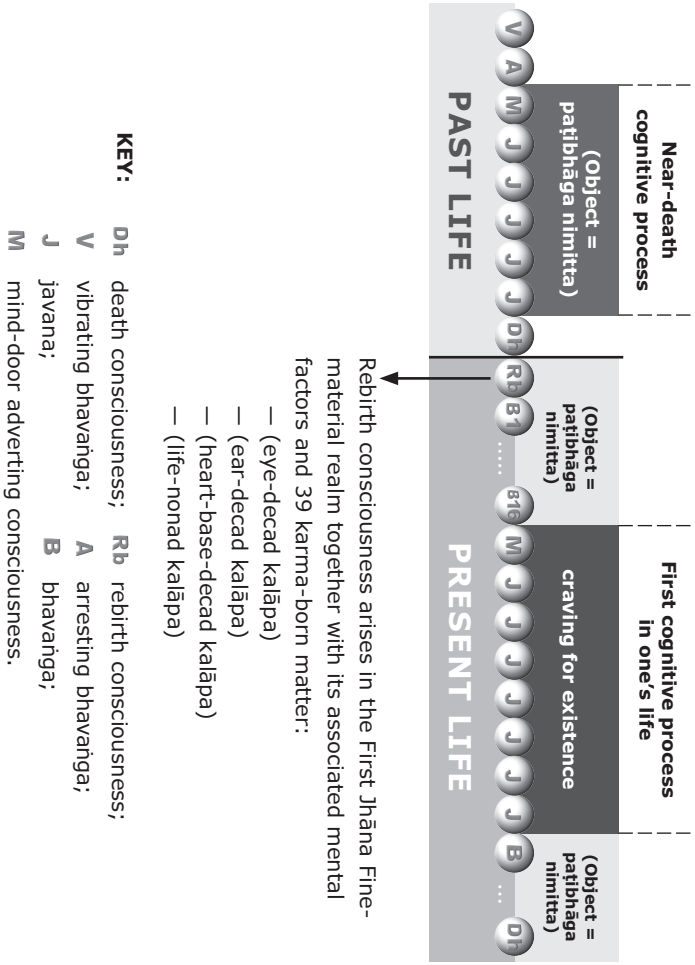 Near-death
cognitive process
First cognitive process
in one’s life
(Object =
paṭibhāga nimitta)
(Object =
paṭibhāga
nimitta)
craving for existence
(Object =
paṭibhāga
nimitta)
V A M J J J J J Dh Rb B1 ..... B16 M J J J J J J J B ... Dh
PAST LIFE
PRESENT LIFE
Rebirth consciousness arises in the First Jhāna Fine-
material realm together with its associated mental
factors and 39 karma-born matter:
— (eye-decad kalāpa)
— (ear-decad kalāpa)
— (heart-base-decad kalāpa)
— (life-nonad kalāpa)
KEY: Dh death consciousness; Rb rebirth consciousness;
V vibrating bhavaṅga; A arresting bhavaṅga;
J javana; B bhavaṅga;
M mind-door adverting consciousness.